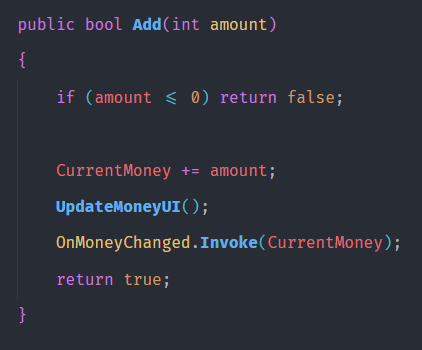 public bool Add(int amount)
{
    if (amount <= 0) return false;

    CurrentMoney += amount;
    UpdateMoneyUI();
    OnMoneyChanged.Invoke(CurrentMoney);
    return true;
}